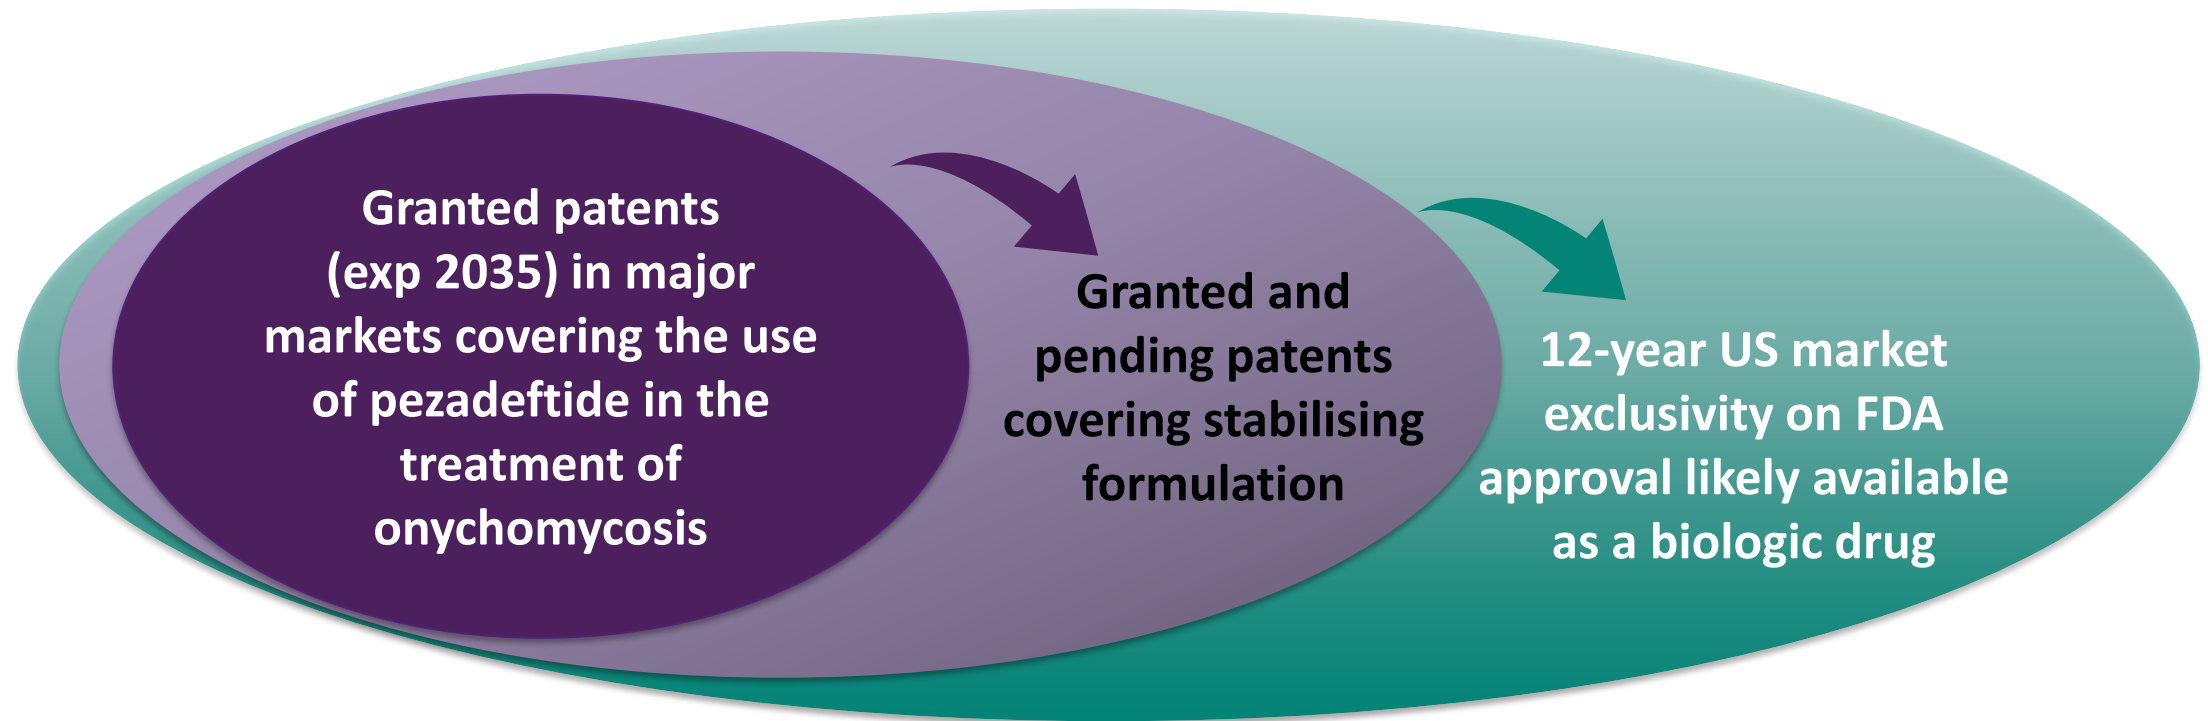 Granted patents
(exp 2035) in major
markets covering the use
of pezadeftide in the
treatment of
onychomycosis
Granted and
pending patents
covering stabilising
formulation
12-year US market
exclusivity on FDA
approval likely available
as a biologic drug